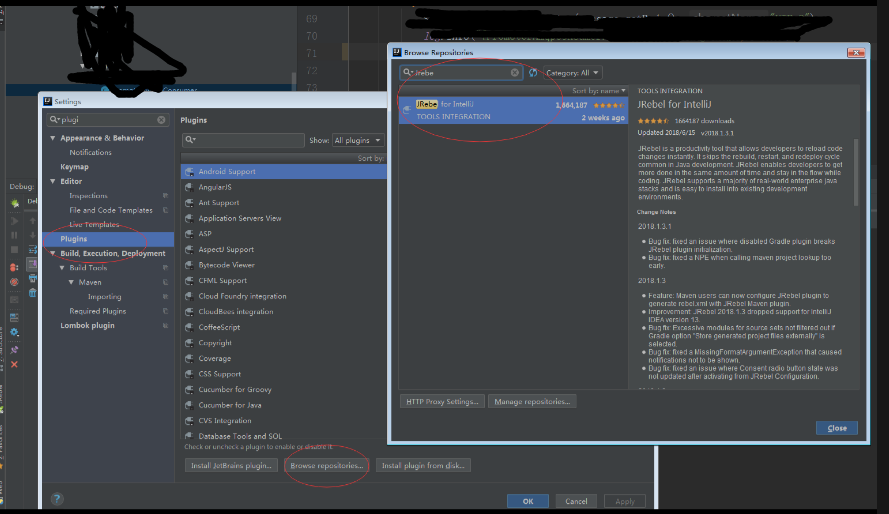 69
70
71
72
73
Consumer
Debug:
Settings
plugi
Appearance & Behavior
Notifications
Keymap
Editor
Inspections
File and Code Templates
Live Templates
Plugins
Build, Execution, Deployment
Build Tools
Maven
Importing
Required Plugins
Lombok plugin
Plugins
Show: All plugins
Sort by:
Android Support
AngularJS
Ant Support
Application Servers View
ASP
AspectJ Support
Bytecode Viewer
CFML Support
Cloud Foundry integration
CloudBees integration
CoffeeScript
Copyright
Coverage
CSS Support
Cucumber for Groovy
Cucumber for Java
CVS Integration
Database Tools and SQL
Check or uncheck a plugin to enable or disable it.
Install JetBrains plugin...
Browse repositories...
Install plugin from disk...
?
OK
Cancel
Apply
Browse Repositories
Jrebe
Category: All
Sort by: name
JRebel for IntelliJ
1,664,187
TOOLS INTEGRATION
2 weeks ago
HTTP Proxy Settings...
Manage repositories...
TOOLS INTEGRATION
JRebel for IntelliJ
1664187 downloads
Updated 2018/6/15 v2018.1.3.1
JRebel is a productivity tool that allows developers to reload code
changes instantly. It skips the rebuild, restart, and redeploy cycle
common in Java development. JRebel enables developers to get
more done in the same amount of time and stay in the flow while
coding. JRebel supports a majority of real-world enterprise java
stacks and is easy to install into existing development
environments.
Change Notes
2018.1.3.1
Bug fix: fixed an issue where disabled Gradle plugin breaks
JRebel plugin initialization.
Bug fix: fixed a NPE when calling maven project lookup too
early.
2018.1.3
Feature: Maven users can now configure JRebel plugin to
generate rebel.xml with JRebel Maven plugin.
Improvement: JRebel 2018.1.3 dropped support for IntelliJ
IDEA version 13.
Bug fix: Excessive modules for source sets not filtered out if
Gradle option "Store generated project files externally" is
selected.
Bug fix: fixed a MissingFormatArgumentException that caused
notifications not to be shown.
Bug fix: fixed an issue where Consent radio button state was
not updated after activating from JRebel Configuration.
Close